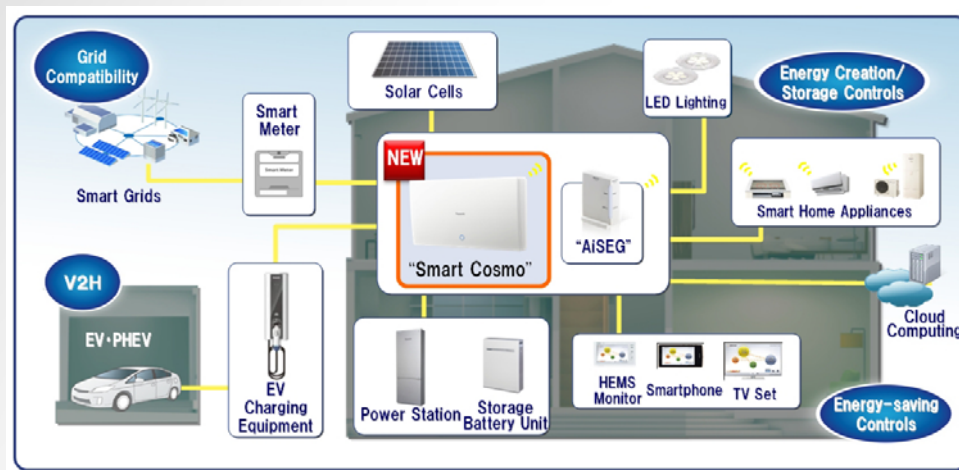 Grid
Compatibility
Smart Grids
Smart
Meter
Smart Meter
Solar Cells
LED Lighting
Energy Creation/
Storage Controls
NEW
"Smart Cosmo"
"AiSEG"
Smart Home Appliances
V2H
EV・PHEV
EV
Charging
Equipment
Power Station
Storage
Battery Unit
HEMS
Monitor
Smartphone
TV Set
Cloud
Computing
Energy-saving
Controls